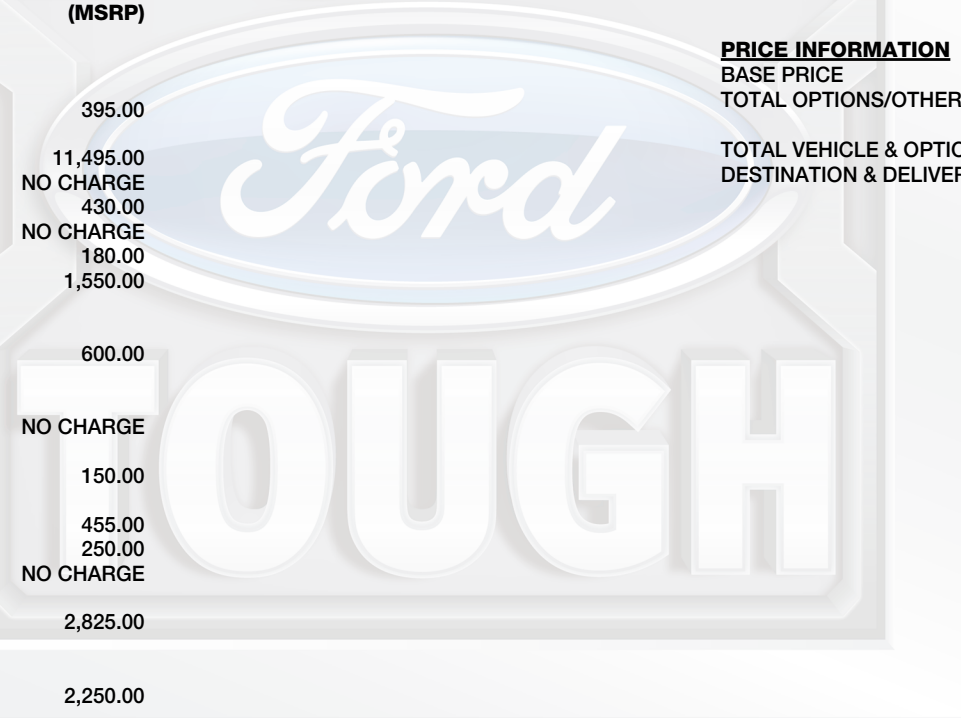 (MSRP)
395.00
11,495.00
NO CHARGE
430.00
NO CHARGE
180.00
1,550.00
600.00
NO CHARGE
150.00
455.00
250.00
NO CHARGE
2,825.00
2,250.00
PRICE INFORMATION
BASE PRICE
TOTAL OPTIONS/OTHER
TOTAL VEHICLE & OPTIO
DESTINATION & DELIVER
Ford
TOUGH